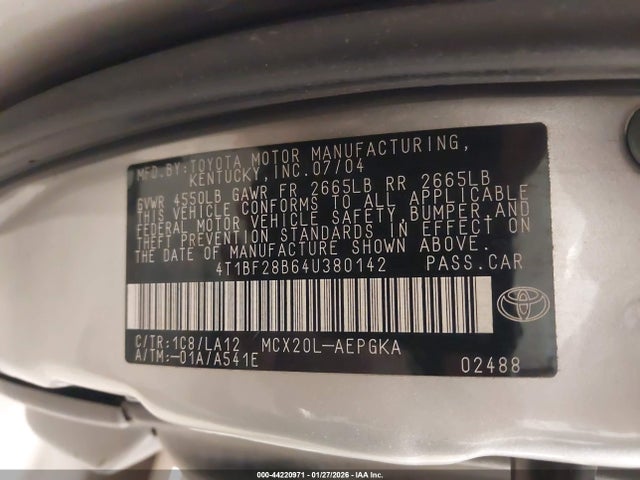 MFD.BY:TOYOTA MOTOR MANUFACTURING,
KENTUCKY, INC.07/04
GVWR 4550LB GAWR FR 2665LB RR 2665LB
THIS VEHICLE CONFORMS TO ALL APPLICABLE
FEDERAL MOTOR VEHICLE SAFETY,BUMPER,AND
THEFT PREVENTION STANDARDS IN EFFECT ON
THE DATE OF MANUFACTURE SHOWN ABOVE.
4T1BF28B64U380142 PASS.CAR
C/TR:1C8/LA12 MCX20L-AEPGKA
A/TM:-01A/A541E 02488
000-44220971 | 01/27/2026 | IAA Inc.